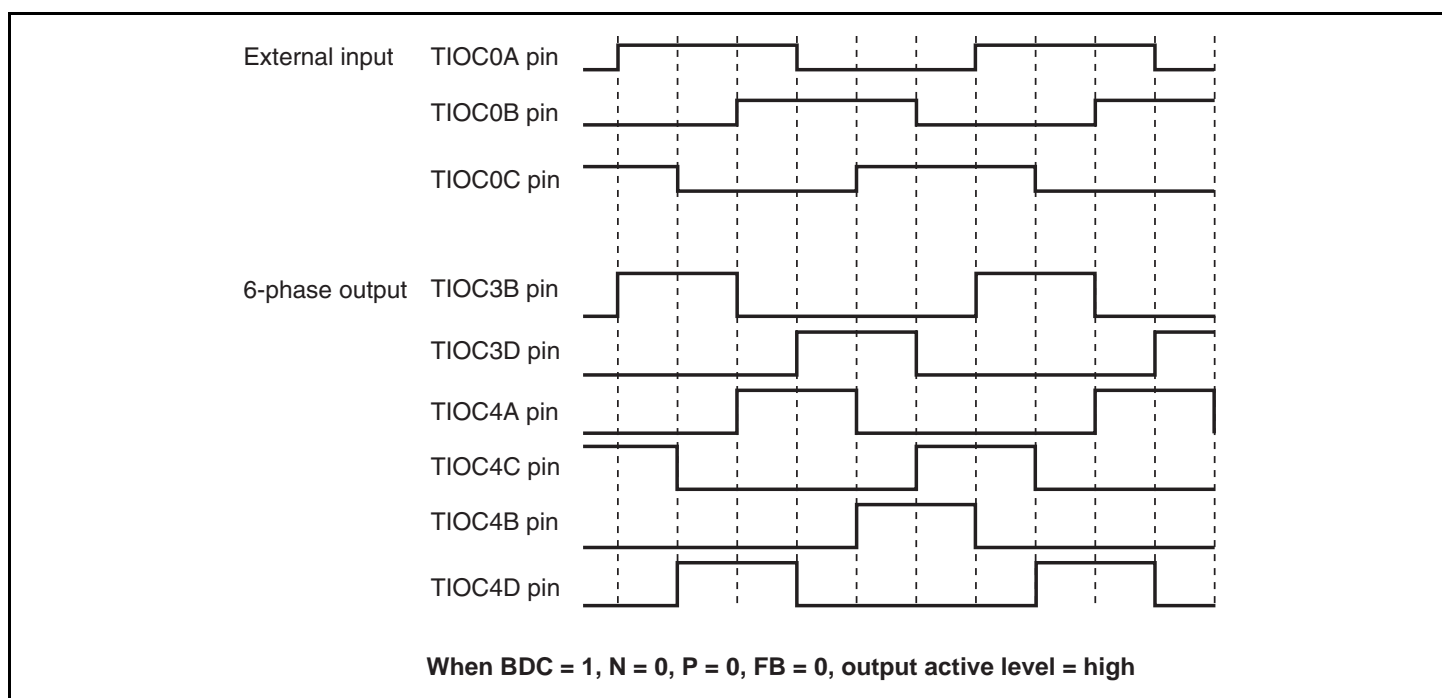 External input TIOC0A pin
TIOC0B pin
TIOC0C pin
6-phase output TIOC3B pin
TIOC3D pin
TIOC4A pin
TIOC4C pin
TIOC4B pin
TIOC4D pin
When BDC = 1, N = 0, P = 0, FB = 0, output active level = high